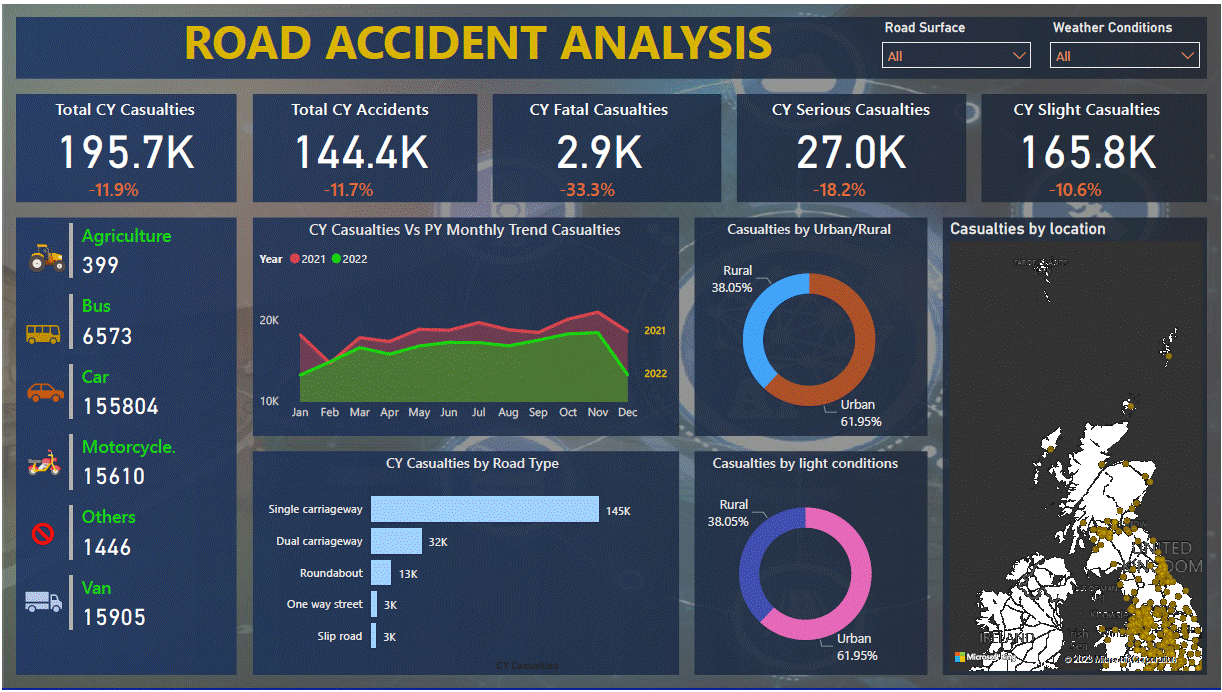 ROAD ACCIDENT ANALYSIS
Road Surface
All
Weather Conditions
All
Total CY Casualties
195.7K
-11.9%
Total CY Accidents
144.4K
-11.7%
CY Fatal Casualties
2.9K
-33.3%
CY Serious Casualties
27.0K
-18.2%
CY Slight Casualties
165.8K
-10.6%
Agriculture
399
Bus
6573
Car
155804
Motorcycle.
15610
Others
1446
Van
15905
CY Casualties Vs PY Monthly Trend Casualties
Year 2021 2022
20K
10K
2021
2022
Jan Feb Mar Apr May Jun Jul Aug Sep Oct Nov Dec
CY Casualties by Road Type
Single carriageway 145K
Dual carriageway 32K
Roundabout 13K
One way street 3K
Slip road 3K
CY Casualties
Casualties by Urban/Rural
Rural
38.05%
Urban
61.95%
Casualties by light conditions
Rural
38.05%
Urban
61.95%
Casualties by location
UNITED
KINGDOM
IRELAND
Irish
Sea
Microsoft
© 2023 Microsoft